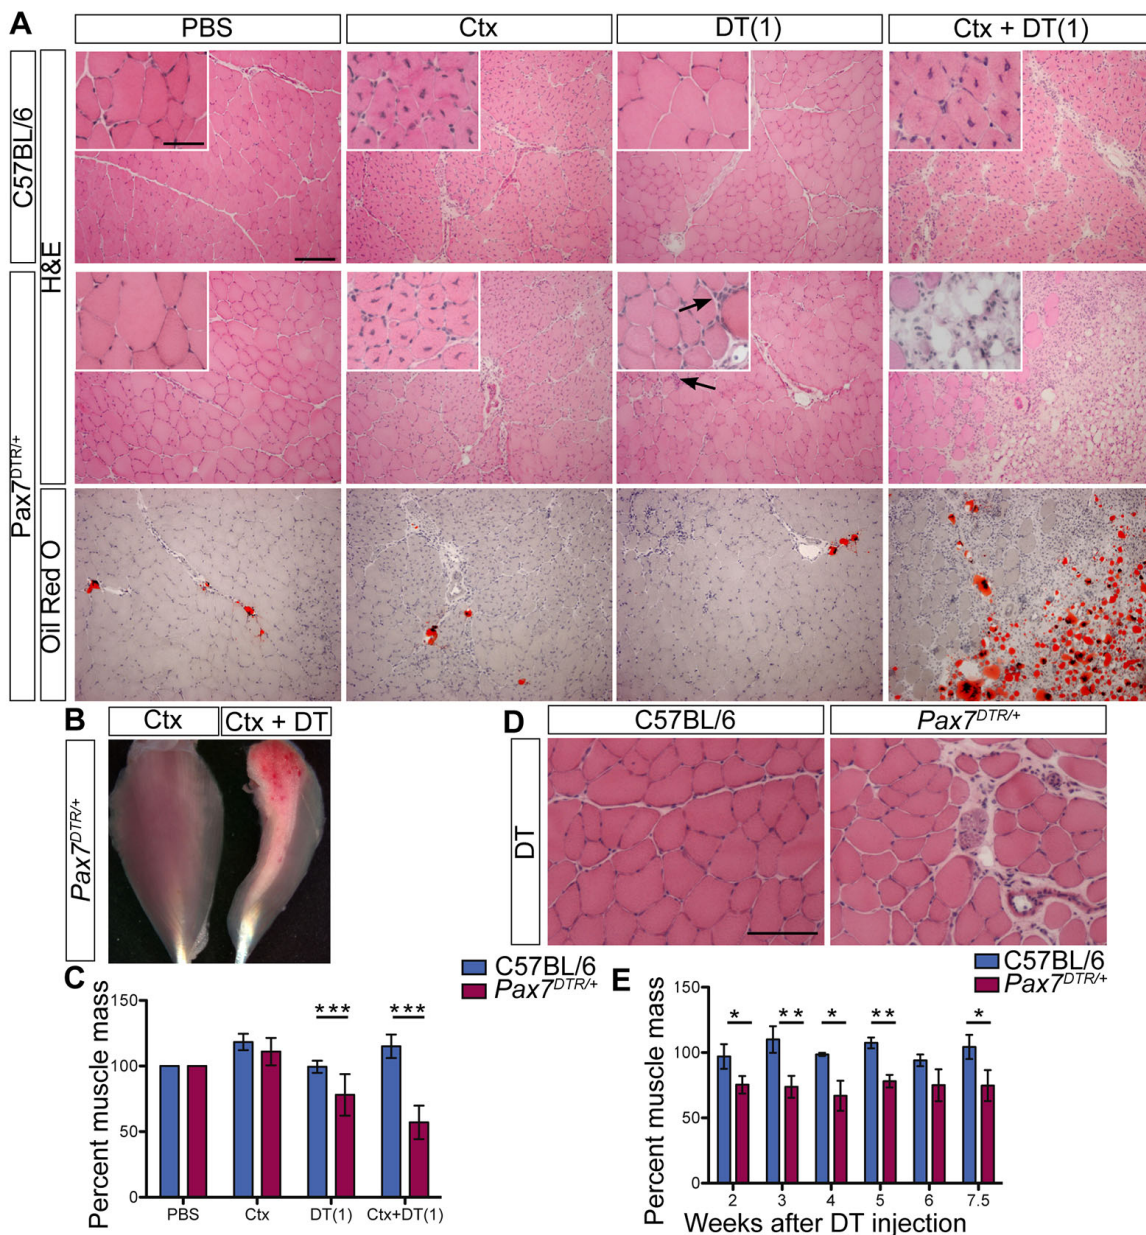 A
PBS
Ctx
DT(1)
Ctx + DT(1)
C57BL/6
H&E
Pax7DTR/+
Oil Red O
B
Ctx
Ctx + DT
Pax7DTR/+
D
C57BL/6
Pax7DTR/+
DT
C
C57BL/6
Pax7DTR/+
Percent muscle mass
150
100
50
0
***
***
PBS
Ctx
DT(1)
Ctx+DT(1)
E
C57BL/6
Pax7DTR/+
Percent muscle mass
150
100
50
0
*
**
*
**
*
2
3
4
5
6
7.5
Weeks after DT injection